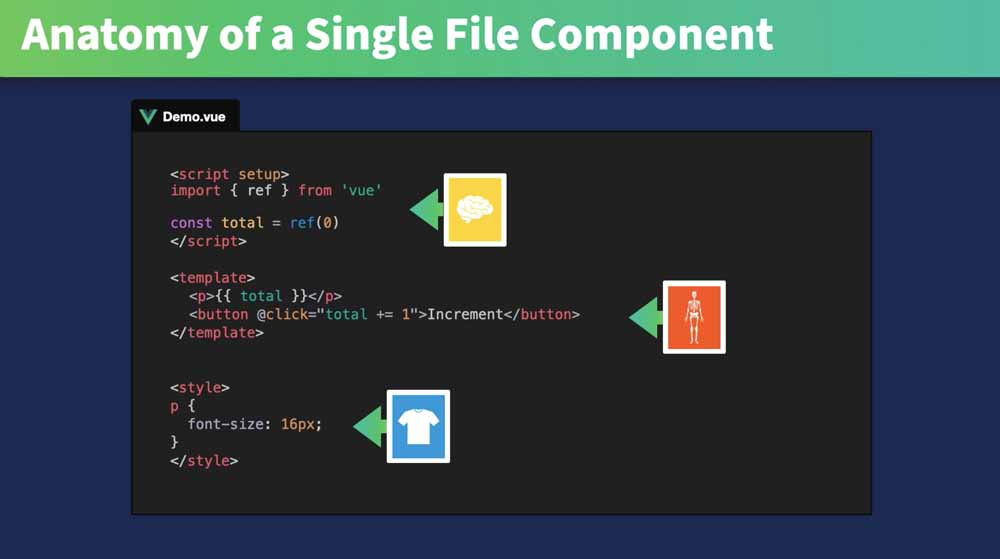 Anatomy of a Single File Component
Demo.vue
<script setup>
import { ref } from 'vue'
const total = ref(0)
</script>
<template>
<p>{{ total }}</p>
<button @click="total += 1">Increment</button>
</template>
<style>
p {
font-size: 16px;
}
</style>